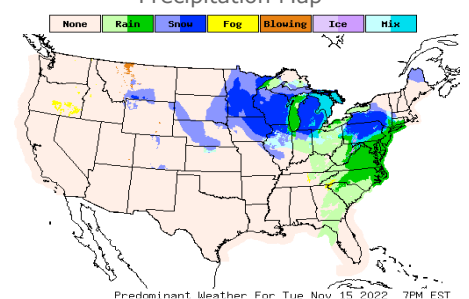 Precipitation Map
None Rain Snow Fog Blowing Ice Mix
Predominant Weather For Tue Nov 15 2022 7PM EST